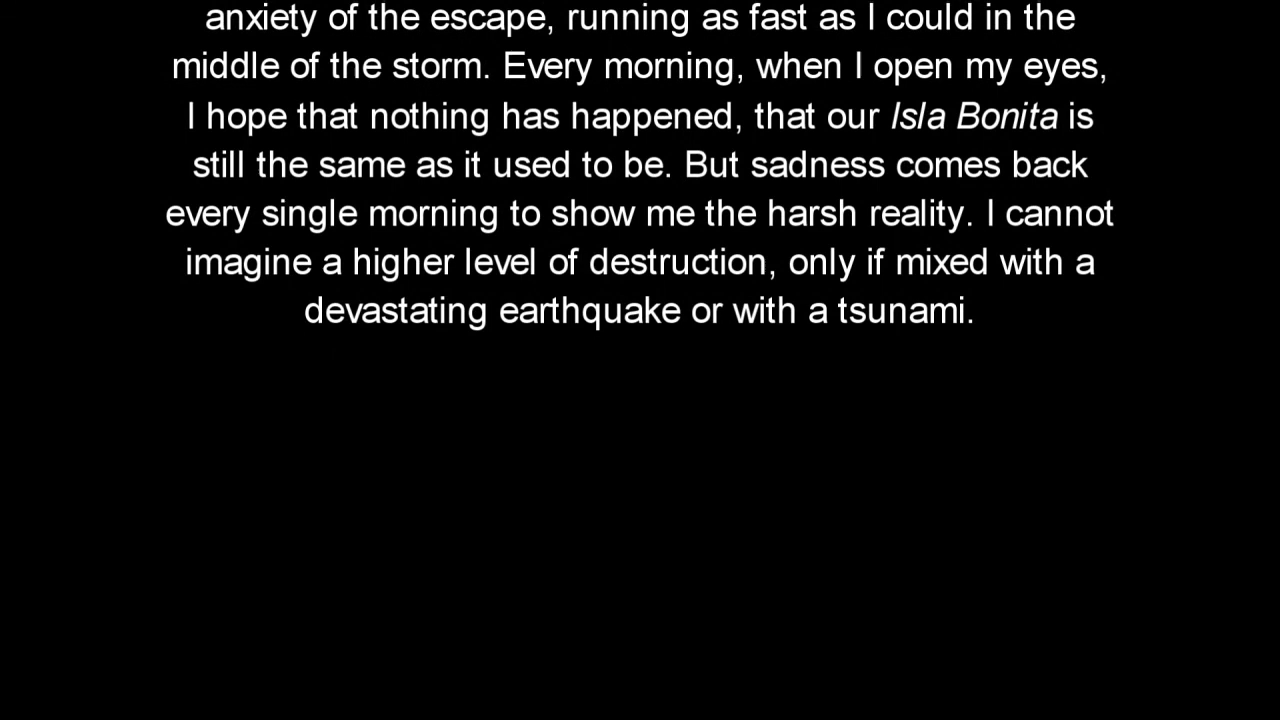 anxiety of the escape, running as fast as I could in the
middle of the storm. Every morning, when I open my eyes,
I hope that nothing has happened, that our Isla Bonita is
still the same as it used to be. But sadness comes back
every single morning to show me the harsh reality. I cannot
imagine a higher level of destruction, only if mixed with a
devastating earthquake or with a tsunami.